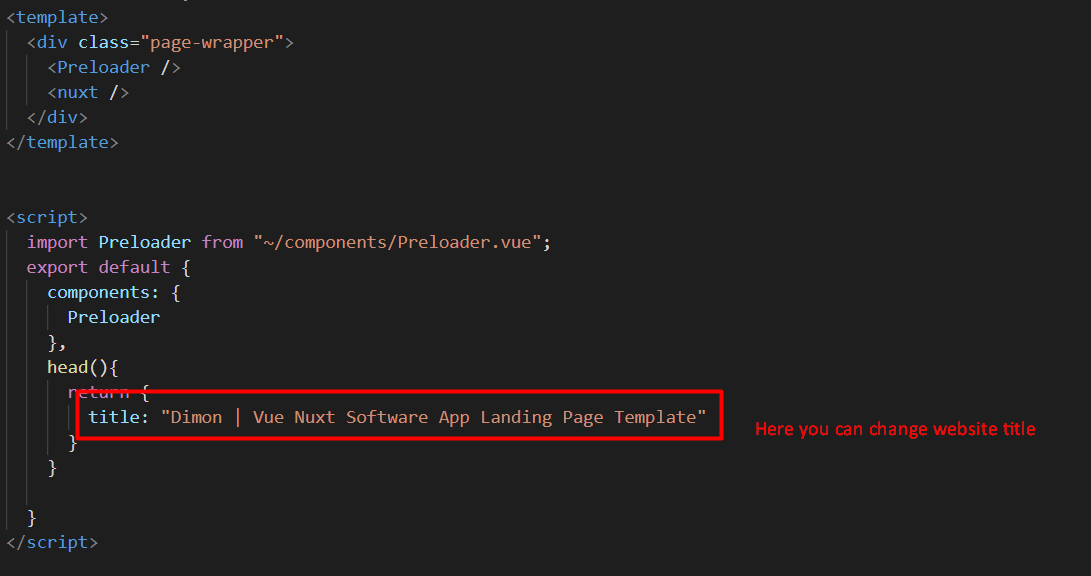 <template>
<div class="page-wrapper">
<Preloader />
<nuxt />
</div>
</template>
<script>
import Preloader from "~/components/Preloader.vue";
export default {
components: {
Preloader
},
head(){
return {
title: "Dimon | Vue Nuxt Software App Landing Page Template"
Here you can change website title
}
}
}
</script>